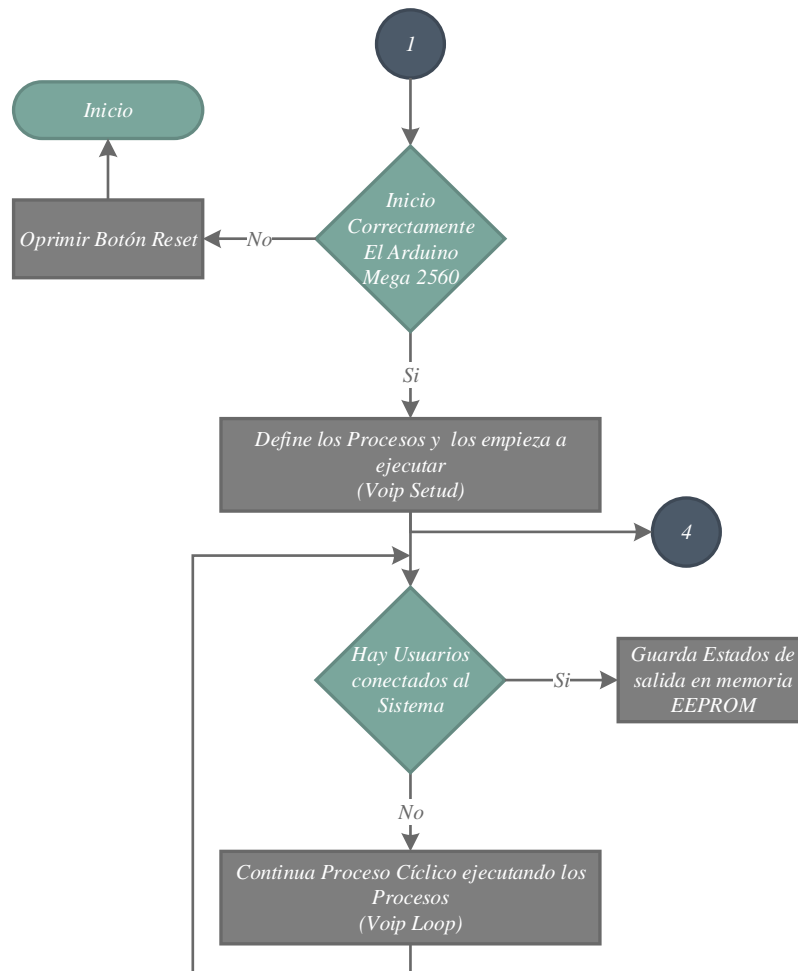 1
Inicio
Inicio
Correctamente
El Arduino
Mega 2560
No
Oprimir Botón Reset
Si
Define los Procesos y los empieza a
ejecutar
(Voip Setud)
4
Hay Usuarios
conectados al
Sistema
Si
Guarda Estados de
salida en memoria
EEPROM
No
Continua Proceso Cíclico ejecutando los
Procesos
(Voip Loop)